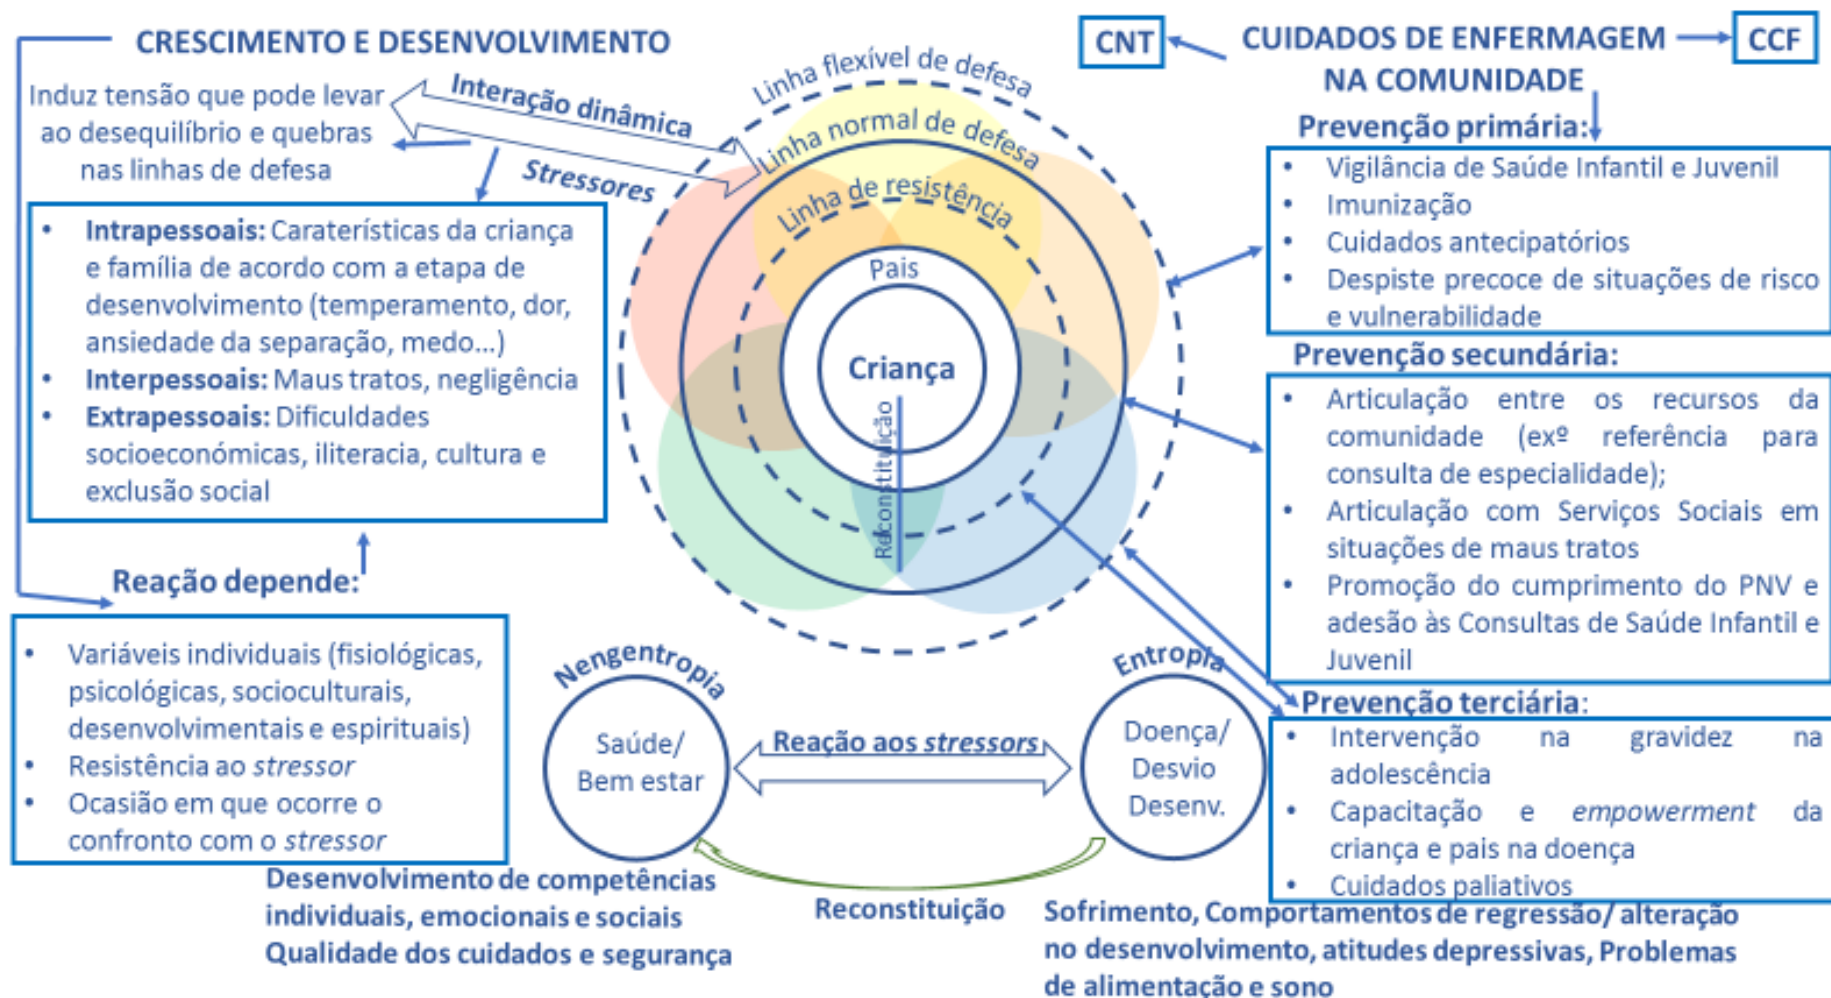 CRESCIMENTO E DESENVOLVIMENTO
Induz tensão que pode levar
ao desequilíbrio e quebras
nas linhas de defesa
Interação dinâmica
Stressores
• Intrapessoais: Caraterísticas da criança
e família de acordo com a etapa de
desenvolvimento (temperamento, dor,
ansiedade da separação, medo...)
• Interpessoais: Maus tratos, negligência
• Extrapessoais: Dificuldades
socioeconómicas, iliteracia, cultura e
exclusão social
Reação depende:
• Variáveis individuais (fisiológicas,
psicológicas, socioculturais,
desenvolvimentais e espirituais)
• Resistência ao stressor
• Ocasião em que ocorre o
confronto com o stressor
Linha flexível de defesa
Linha normal de defesa
Linha de resistência
Pais
Criança
Reconstituição
Nengentropia
Saúde/
Bem estar
Reação aos stressors
Entropia
Doença/
Desvio
Desenv.
Reconstituição
Desenvolvimento de competências
individuais, emocionais e sociais
Qualidade dos cuidados e segurança
Sofrimento, Comportamentos de regressão/ alteração
no desenvolvimento, atitudes depressivas, Problemas
de alimentação e sono
CNT
CUIDADOS DE ENFERMAGEM
NA COMUNIDADE
CCF
Prevenção primária:
• Vigilância de Saúde Infantil e Juvenil
• Imunização
• Cuidados antecipatórios
• Despiste precoce de situações de risco
e vulnerabilidade
Prevenção secundária:
• Articulação entre os recursos da
comunidade (exº referência para
consulta de especialidade);
• Articulação com Serviços Sociais em
situações de maus tratos
• Promoção do cumprimento do PNV e
adesão às Consultas de Saúde Infantil e
Juvenil
Prevenção terciária:
• Intervenção na gravidez na
adolescência
• Capacitação e empowerment da
criança e pais na doença
• Cuidados paliativos